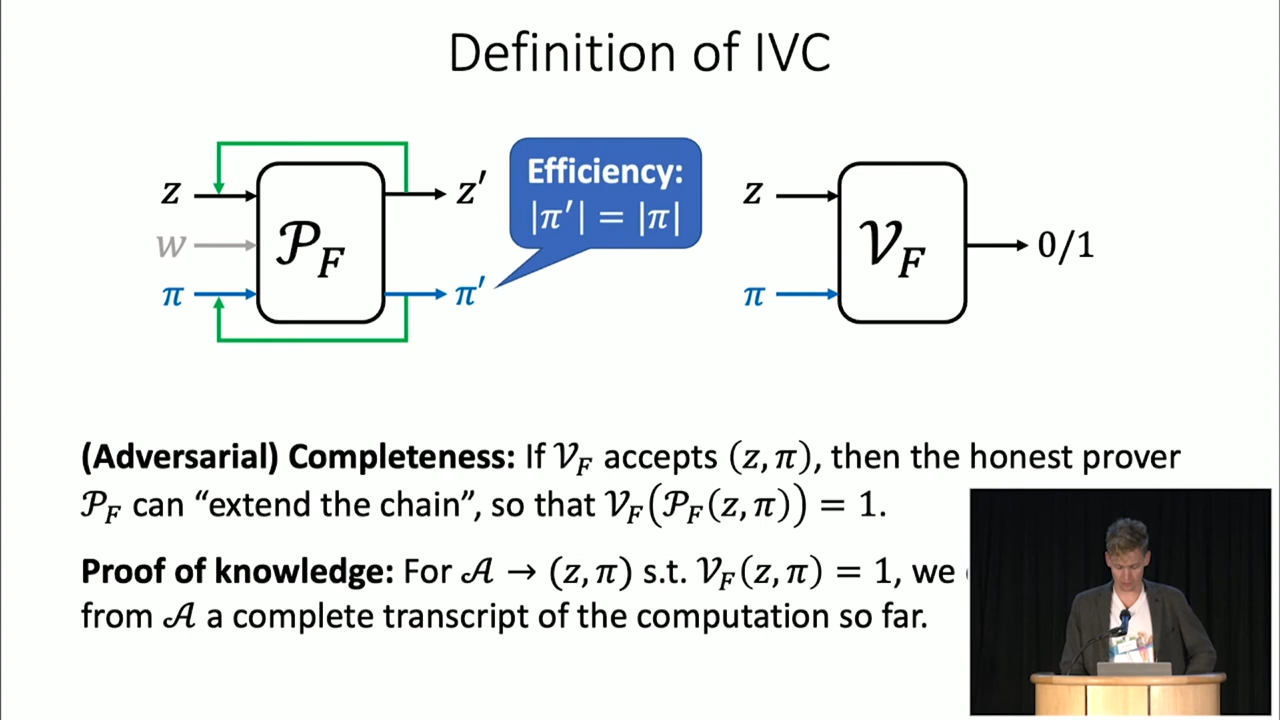 Definition of IVC
z
w
π
𝒫_F
z′
π′
Efficiency:
|π′| = |π|
z
π
𝒱_F
0/1
(Adversarial) Completeness: If 𝒱_F accepts (z, π), then the honest prover
𝒫_F can “extend the chain”, so that 𝒱_F(𝒫_F(z, π)) = 1.
Proof of knowledge: For 𝒜 → (z, π) s.t. 𝒱_F(z, π) = 1, we
from 𝒜 a complete transcript of the computation so far.